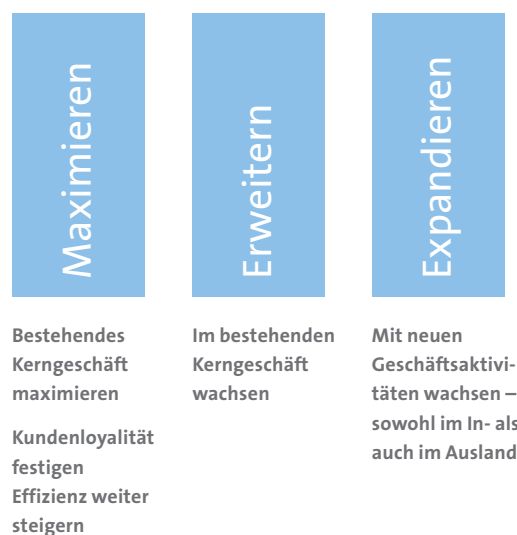 Maximieren
Bestehendes
Kerngeschäft
maximieren
Kundenloyalität
festigen
Effizienz weiter
steigern
Erweitern
Im bestehenden
Kerngeschäft
wachsen
Expandieren
Mit neuen
Geschäftsaktivi-
täten wachsen –
sowohl im In- als
auch im Ausland